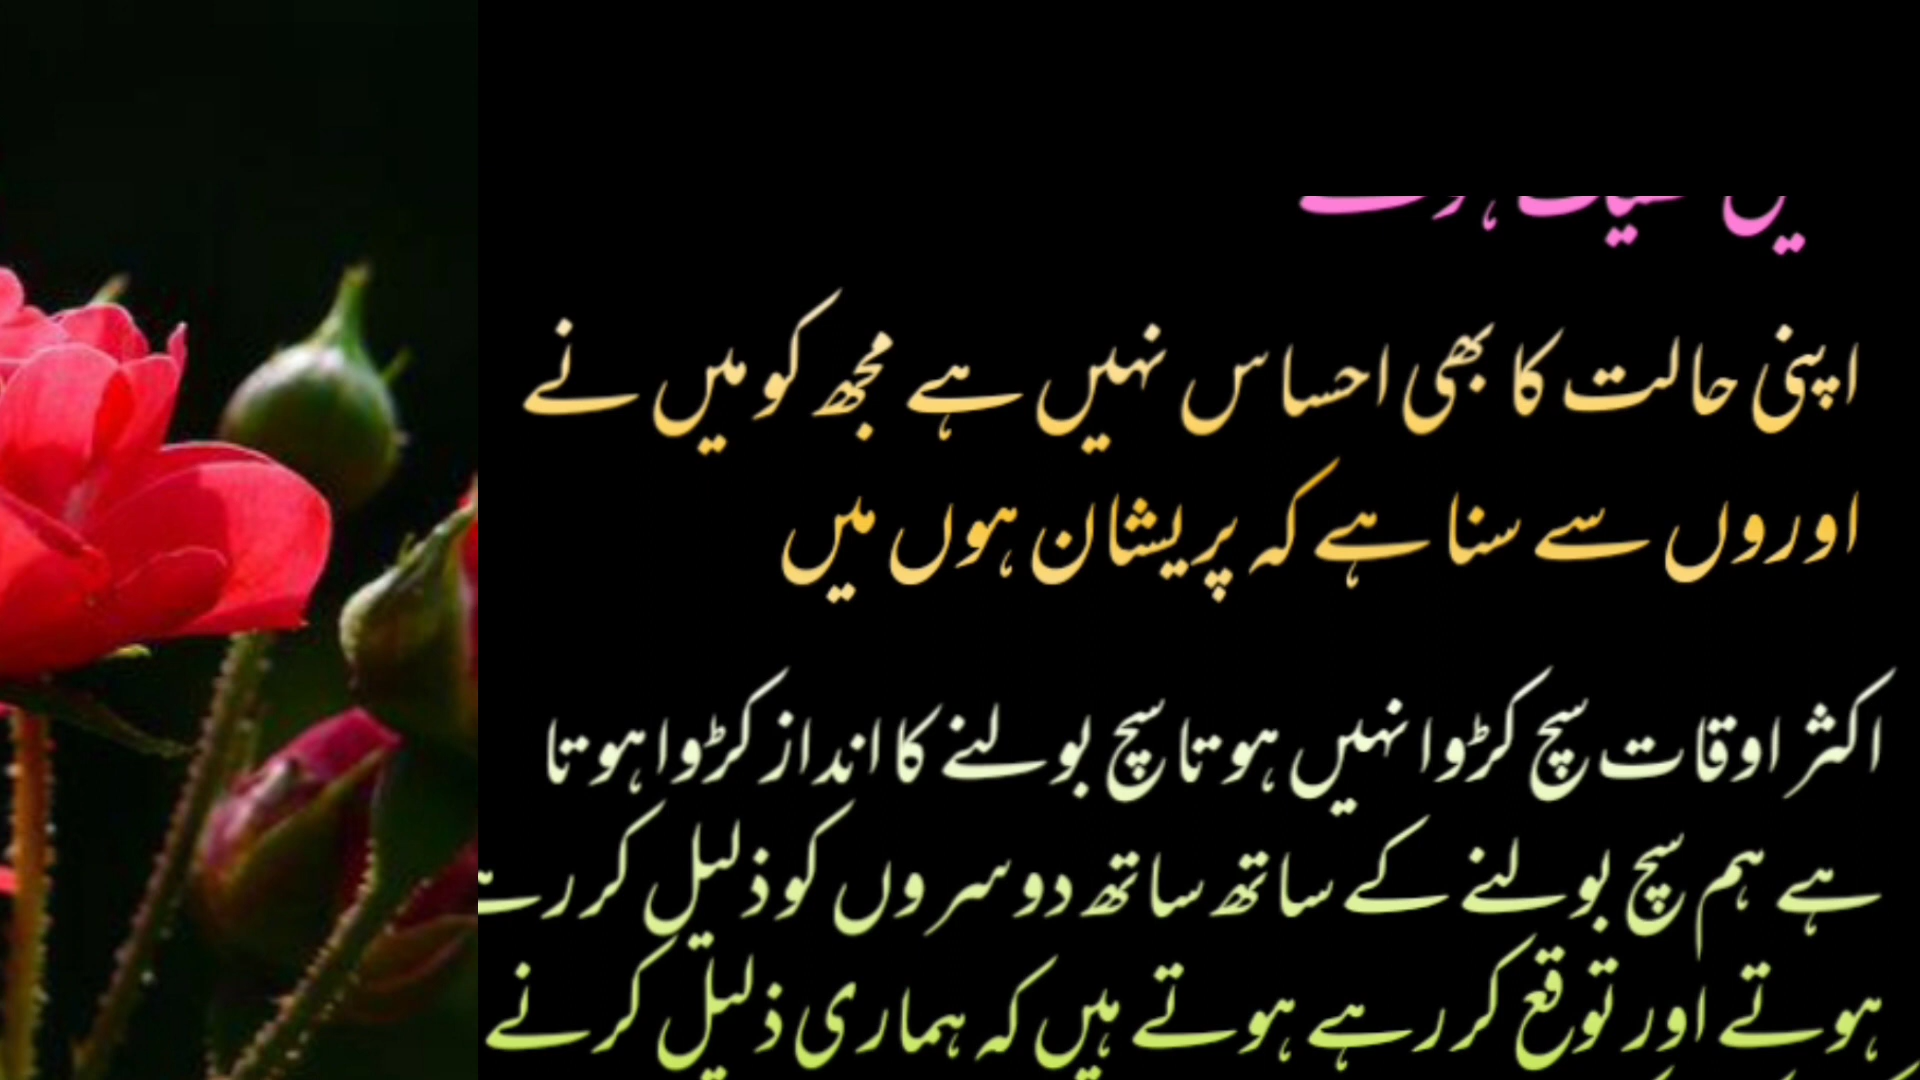 اپنی حالت کا بھی احساس نہیں ہے مجھ کو میں نے
اوروں سے سنا ہے کہ پریشان ہوں میں
اکثر اوقات سچ کڑوا نہیں ہوتا سچ بولنے کا انداز کڑوا ہوتا
ہے ہم سچ بولنے کے ساتھ ساتھ دوسروں کو ذلیل کر رہے
ہوتے اور توقع کر رہے ہوتے ہیں کہ ہماری ذلیل کرنے